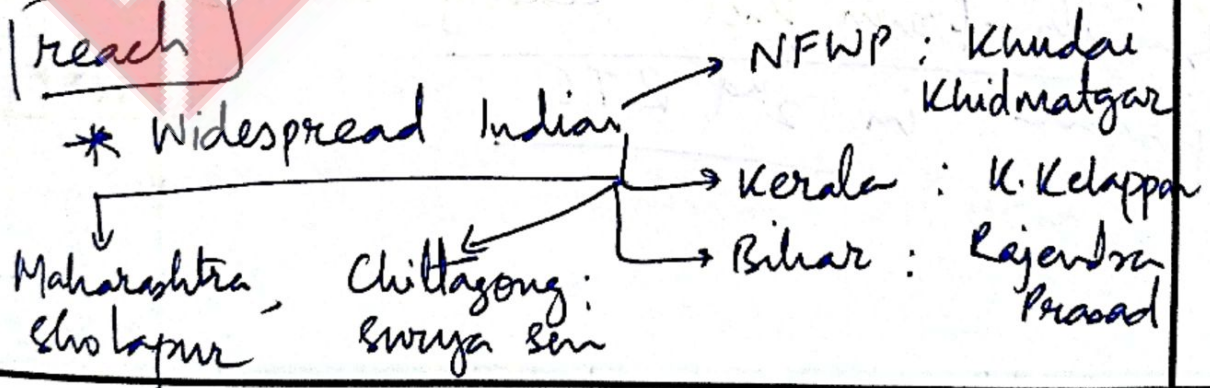 reach
* Widespread Indian
NFWP : Khudai
Khidmatgar
Kerala : K. Kelappan
Bihar : Rajendra
Prasad
Maharashtra,
Sholapur
Chittagong :
Surya Sen